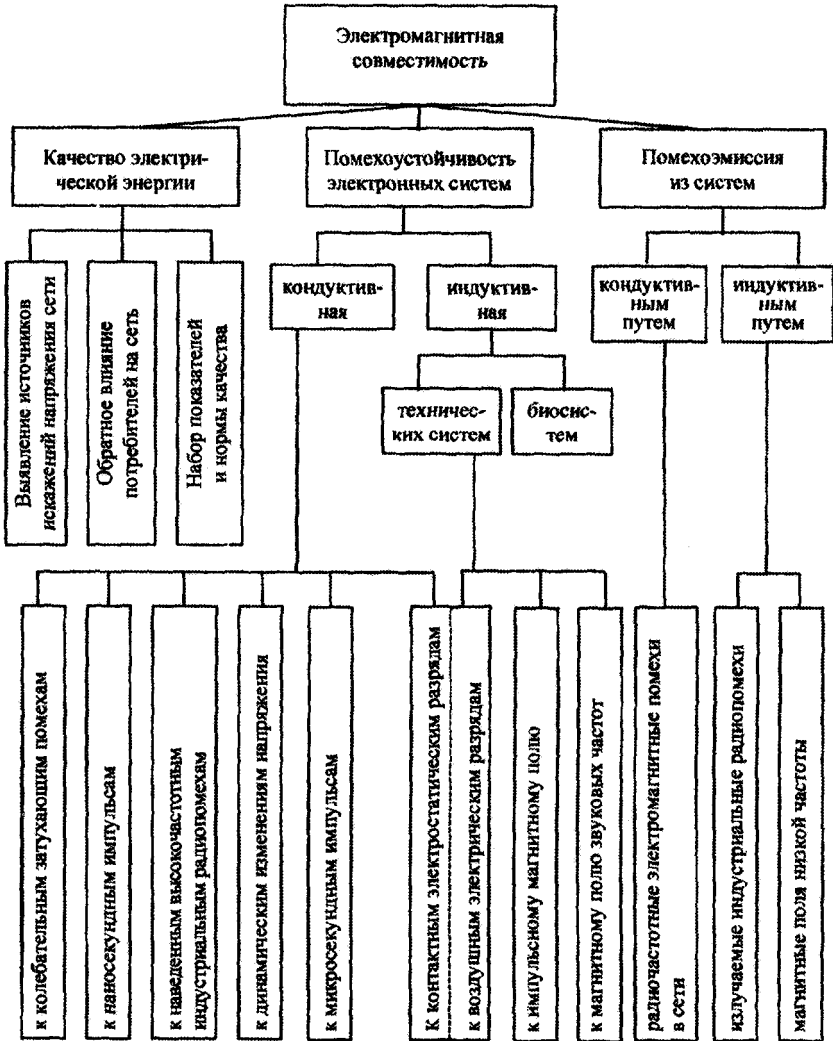 Электромагнитная
совместимость
Качество электри-
ческой энергии
Помехоустойчивость
электронных систем
Помехоэмиссия
из систем
Выявление источников
искажений напряжения сети
Обратное влияние
потребителей на сеть
Набор показателей
и нормы качества
кондуктив-
ная
индуктив-
ная
кондуктив-
ным
путем
индуктив-
ным
путем
техничес-
ких систем
биосис-
тем
к колебательным затухающим помехам
к наносекундным импульсам
к наведенным высокочастотным
индустриальным радиопомехам
к динамическим изменениям напряжения
к микросекундным импульсам
К контактным электростатическим разрядам
к воздушным электрическим разрядам
к импульсному магнитному полю
к магнитному полю звуковых частот
радиочастотные электромагнитные помехи
в сети
излучаемые индустриальные радиопомехи
магнитные поля низкой частоты